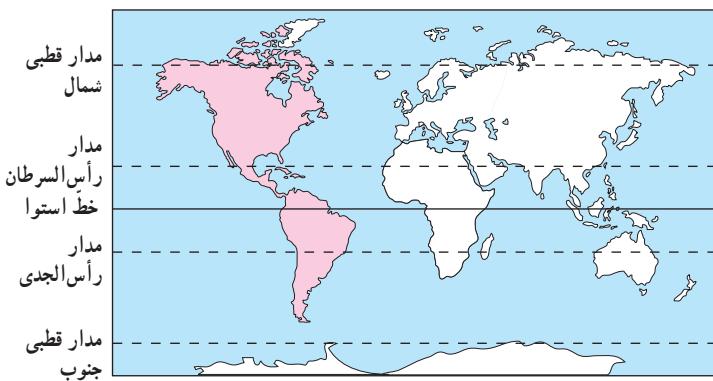 مدار قطبی
شمال
مدار
رأس‌السرطان
خطّ استوا
مدار
رأس‌الجدی
مدار قطبی
جنوب